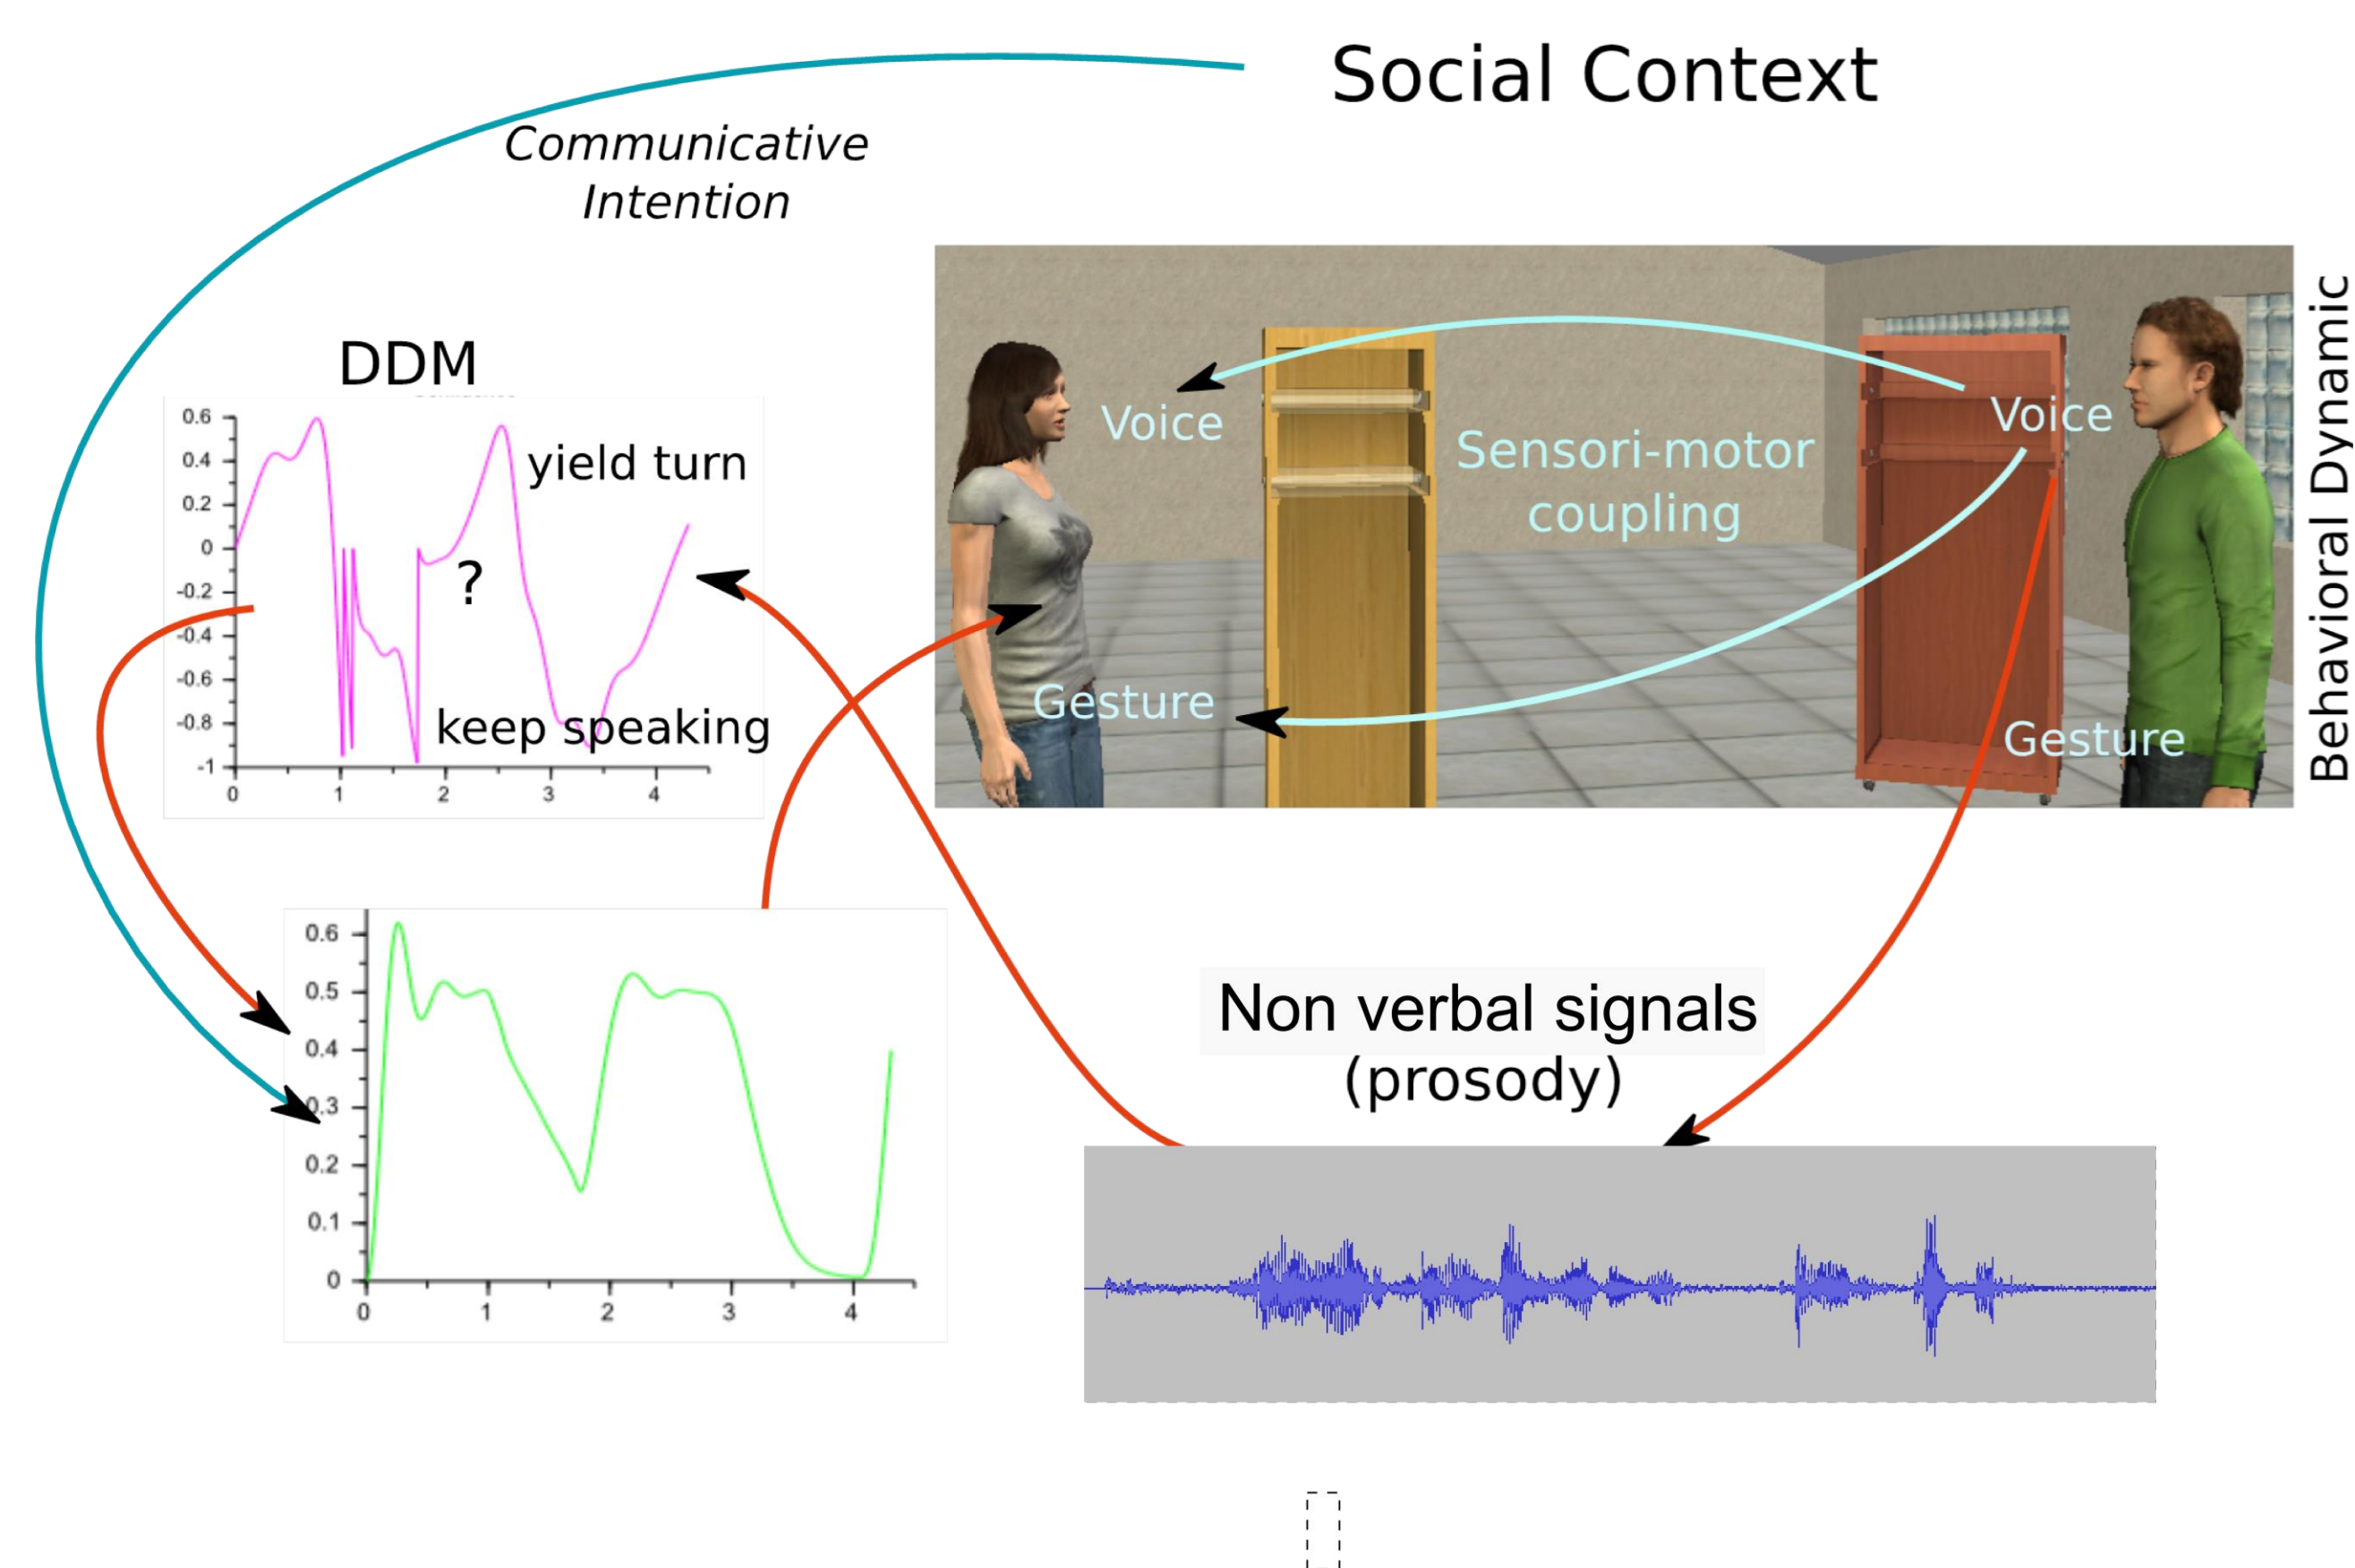 Social Context
Communicative
Intention
DDM
0.6
0.4
0.2
0
-0.2
-0.4
-0.6
-0.8
-1
0 1 2 3 4
yield turn
?
keep speaking
Voice
Gesture
Sensori-motor
coupling
Voice
Gesture
Behavioral Dynamic
0.6
0.5
0.4
0.3
0.2
0.1
0
0 1 2 3 4
Non verbal signals
(prosody)